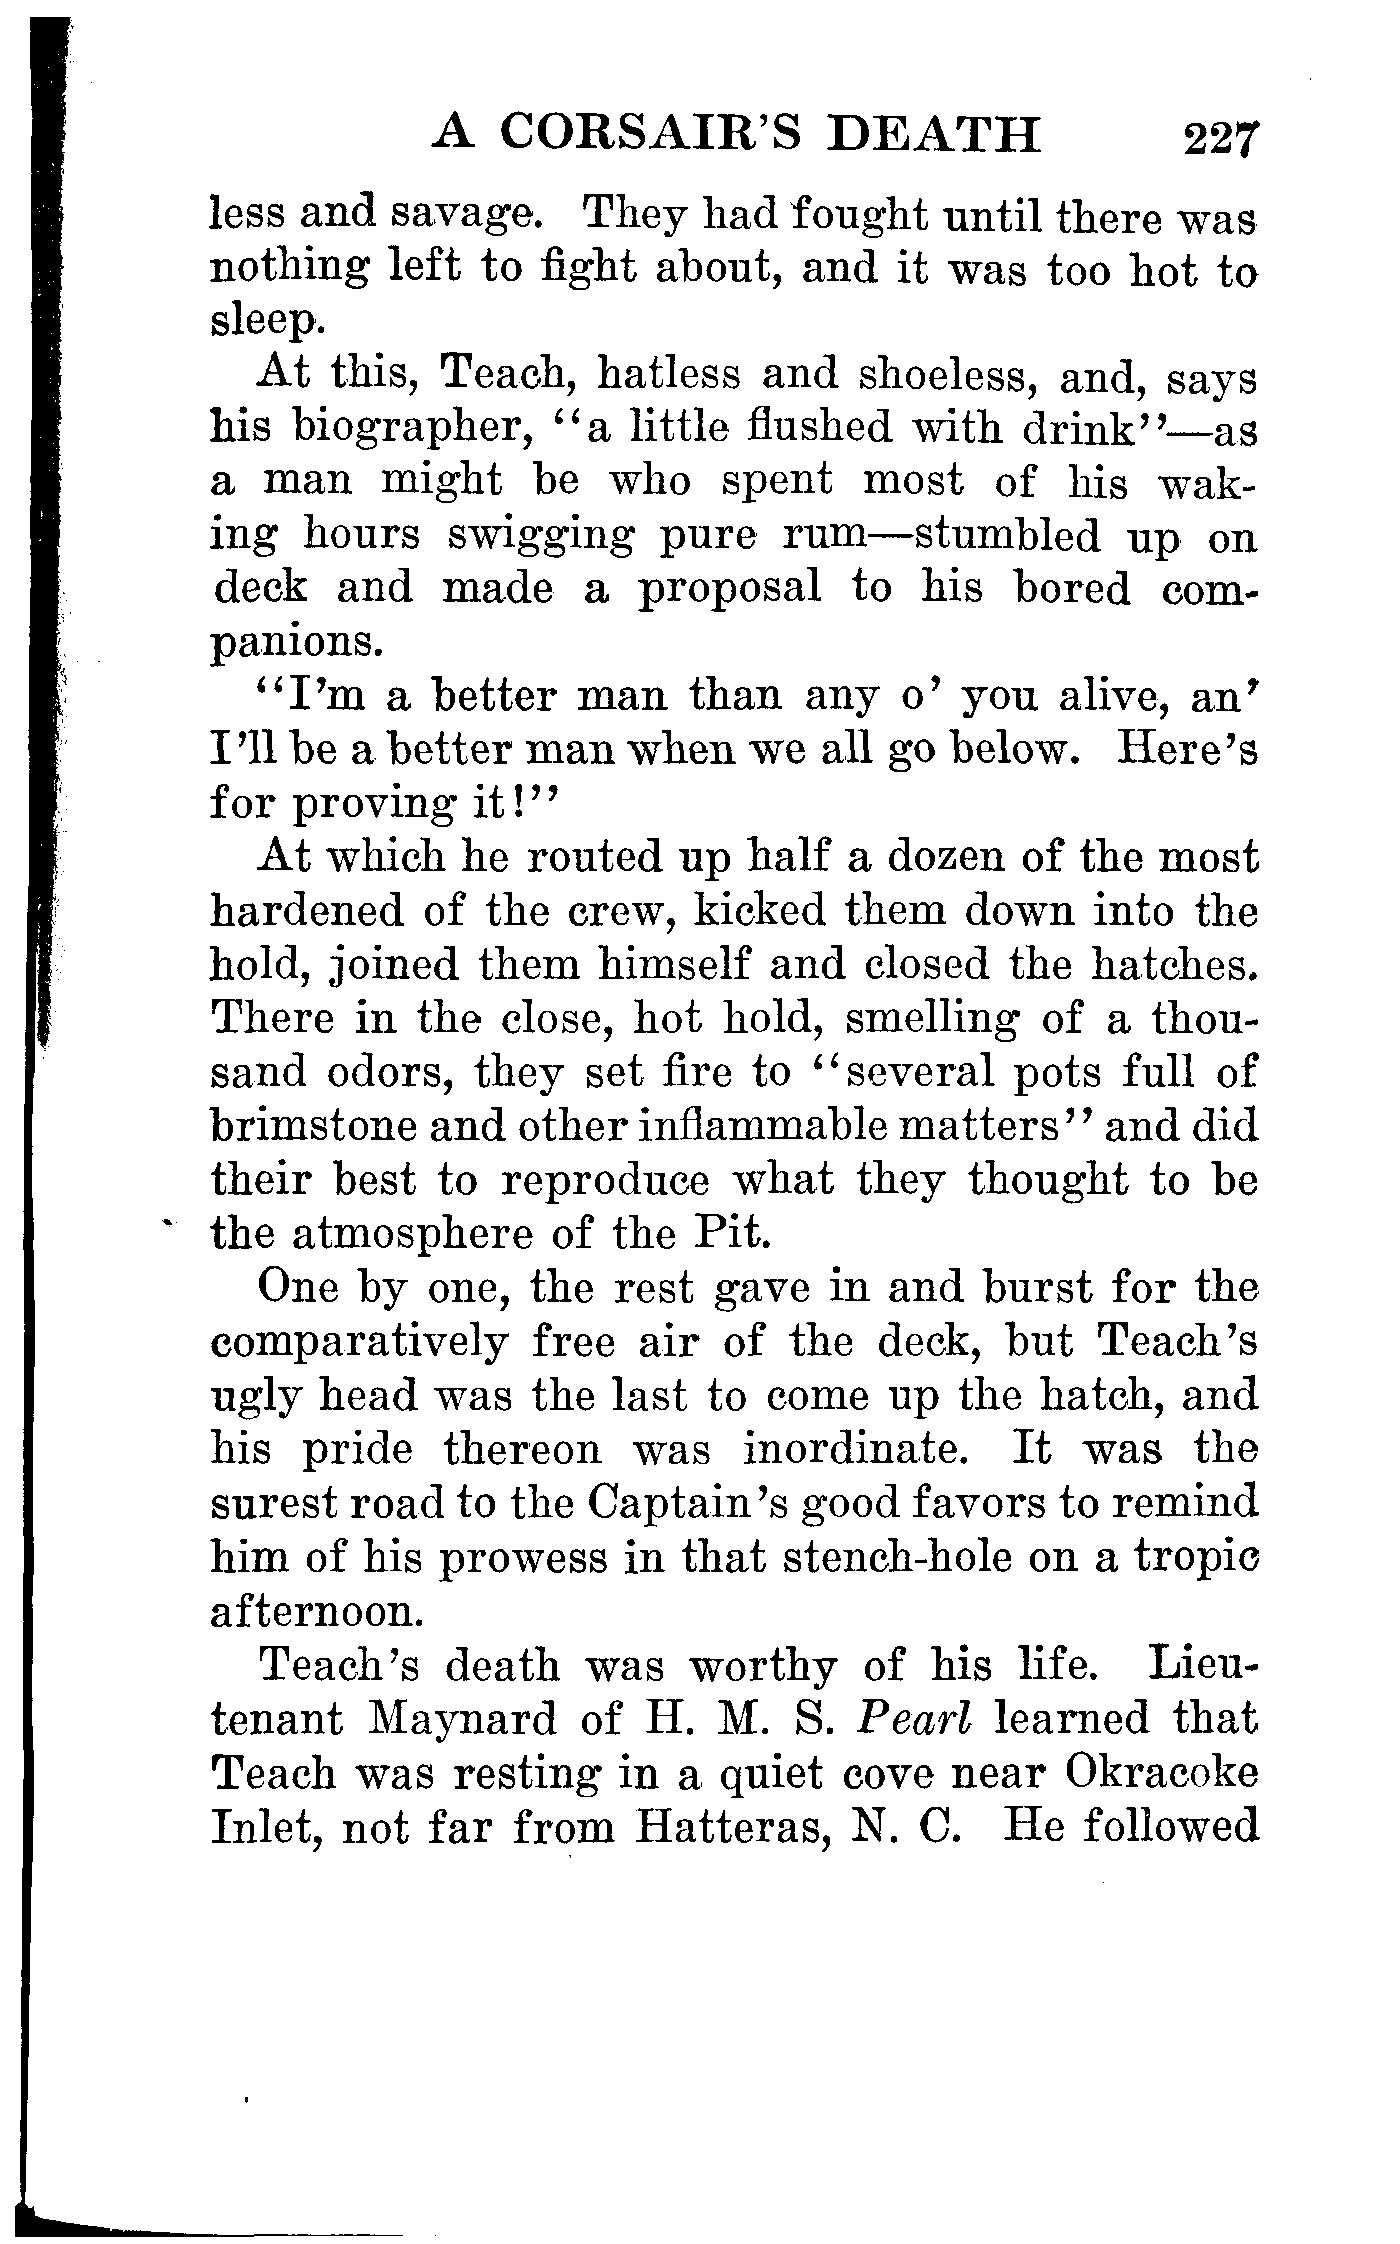 A CORSAIR'S DEATH 227
less and savage. They had fought until there was
nothing left to fight about, and it was too hot to
sleep.
At this, Teach, hatless and shoeless, and, says
his biographer, "a little flushed with drink"—as
a man might be who spent most of his wak-
ing hours swigging pure rum—stumbled up on
deck and made a proposal to his bored com-
panions.
"I'm a better man than any o' you alive, an'
I'll be a better man when we all go below. Here's
for proving it!"
At which he routed up half a dozen of the most
hardened of the crew, kicked them down into the
hold, joined them himself and closed the hatches.
There in the close, hot hold, smelling of a thou-
sand odors, they set fire to "several pots full of
brimstone and other inflammable matters" and did
their best to reproduce what they thought to be
the atmosphere of the Pit.
One by one, the rest gave in and burst for the
comparatively free air of the deck, but Teach's
ugly head was the last to come up the hatch, and
his pride thereon was inordinate. It was the
surest road to the Captain's good favors to remind
him of his prowess in that stench-hole on a tropic
afternoon.
Teach's death was worthy of his life. Lieu-
tenant Maynard of H. M. S. Pearl learned that
Teach was resting in a quiet cove near Okracoke
Inlet, not far from Hatteras, N. C. He followed